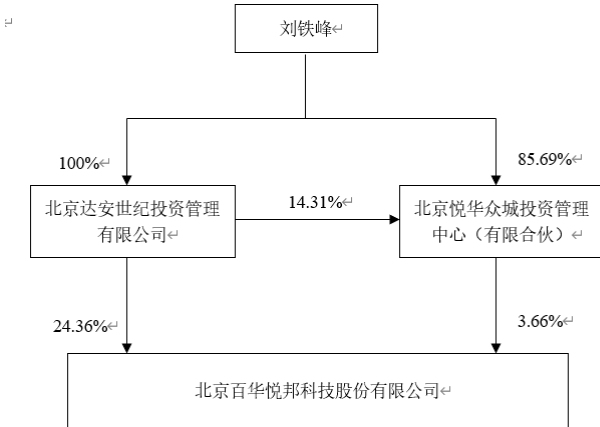 刘铁峰
100%
85.69%
北京达安世纪投资管理
有限公司
14.31%
北京悦华众城投资管理
中心（有限合伙）
24.36%
3.66%
北京百华悦邦科技股份有限公司